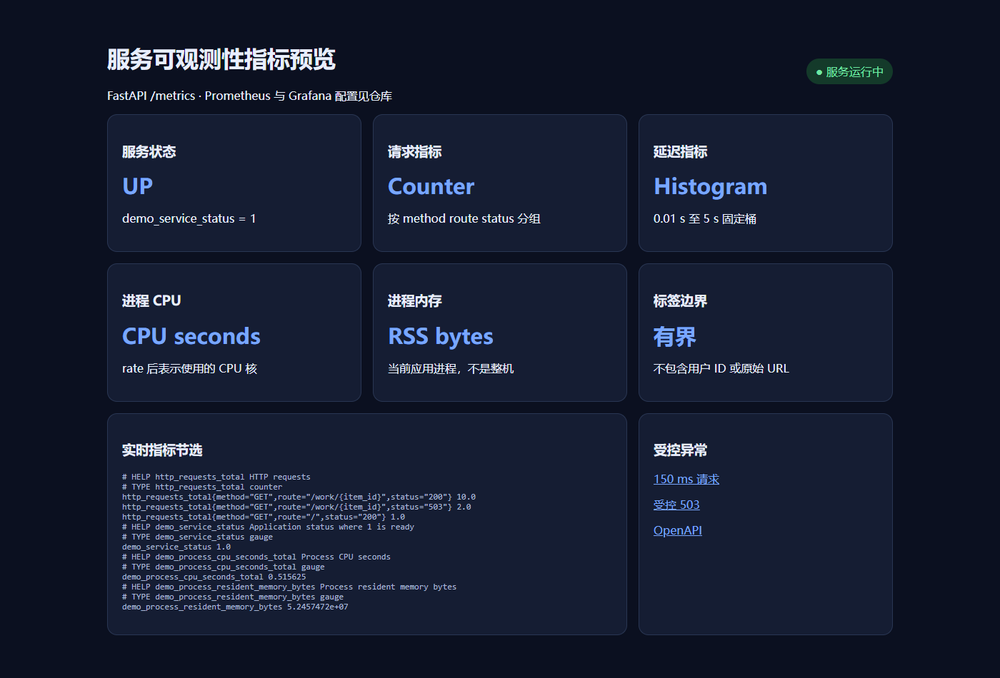 服务可观测性指标预览
● 服务运行中
FastAPI /metrics · Prometheus 与 Grafana 配置见仓库
服务状态
UP
demo_service_status = 1
请求指标
Counter
按 method route status 分组
延迟指标
Histogram
0.01 s 至 5 s 固定桶
进程 CPU
CPU seconds
rate 后表示使用的 CPU 核
进程内存
RSS bytes
当前应用进程，不是整机
标签边界
有界
不包含用户 ID 或原始 URL
实时指标节选
# HELP http_requests_total HTTP requests
# TYPE http_requests_total counter
http_requests_total{method="GET",route="/work/{item_id}",status="200"} 10.0
http_requests_total{method="GET",route="/work/{item_id}",status="503"} 2.0
http_requests_total{method="GET",route="/",status="200"} 1.0
# HELP demo_service_status Application status where 1 is ready
# TYPE demo_service_status gauge
demo_service_status 1.0
# HELP demo_process_cpu_seconds_total Process CPU seconds
# TYPE demo_process_cpu_seconds_total gauge
demo_process_cpu_seconds_total 0.515625
# HELP demo_process_resident_memory_bytes Process resident memory bytes
# TYPE demo_process_resident_memory_bytes gauge
demo_process_resident_memory_bytes 5.2457472e+07
受控异常
150 ms 请求
受控 503
OpenAPI